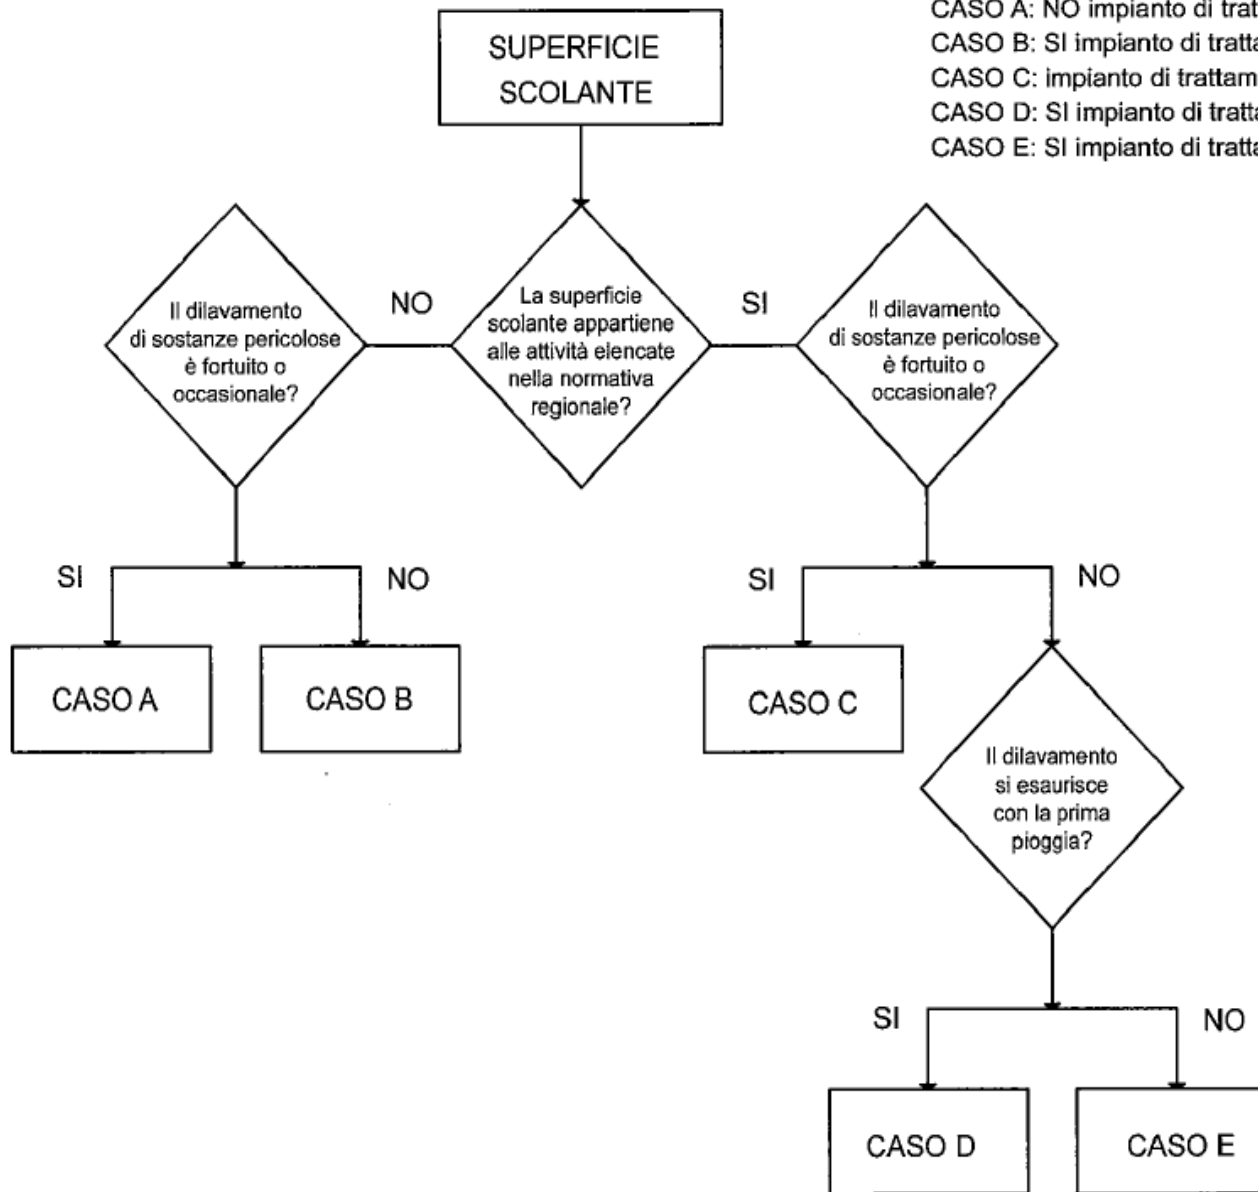 CASO A: NO impianto di trat
CASO B: SI impianto di tratta
CASO C: impianto di trattam
CASO D: SI impianto di tratta
CASO E: SI impianto di tratta
SUPERFICIE
SCOLANTE
La superficie
scolante appartiene
alle attività elencate
nella normativa
regionale?
NO
SI
Il dilavamento
di sostanze pericolose
è fortuito o
occasionale?
Il dilavamento
di sostanze pericolose
è fortuito o
occasionale?
SI
NO
SI
NO
CASO A
CASO B
CASO C
Il dilavamento
si esaurisce
con la prima
pioggia?
SI
NO
CASO D
CASO E